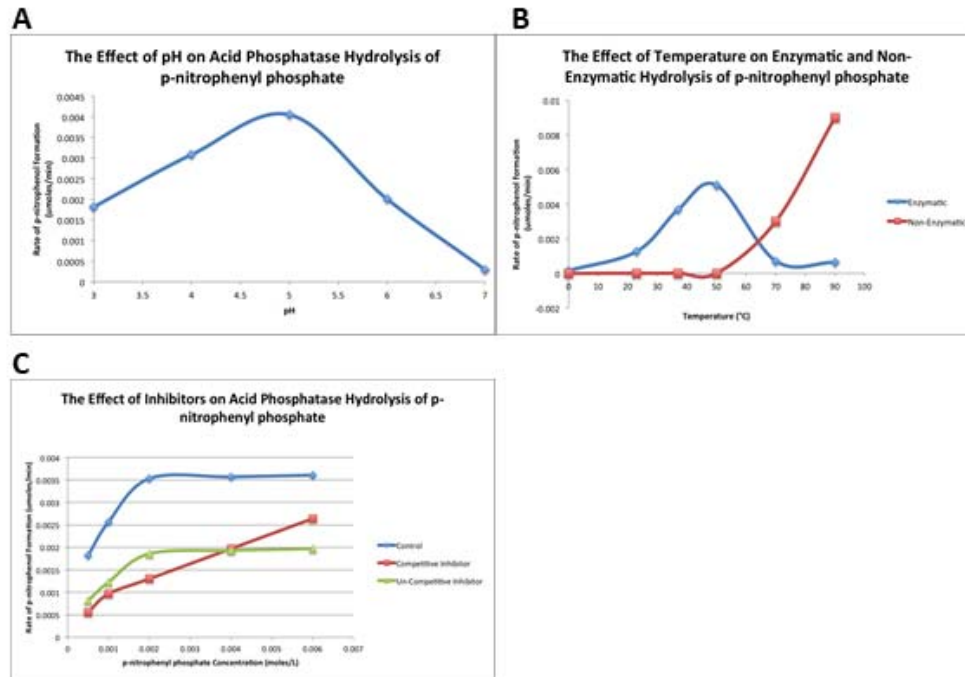 A
The Effect of pH on Acid Phosphatase Hydrolysis of
p-nitrophenyl phosphate
Rate of p-nitrophenol formation
(umoles/min)
0.0045
0.004
0.0035
0.003
0.0025
0.002
0.0015
0.001
0.0005
0
3
3.5
4
4.5
5
5.5
6
6.5
7
pH
B
The Effect of Temperature on Enzymatic and Non-
Enzymatic Hydrolysis of p-nitrophenyl phosphate
Rate of p-nitrophenol formation
(umoles/min)
0.01
0.008
0.006
0.004
0.002
0
-0.002
0
10
20
30
40
50
60
70
80
90
100
Temperature (°C)
Enzymatic
Non-Enzymatic
C
The Effect of Inhibitors on Acid Phosphatase Hydrolysis of p-
nitrophenyl phosphate
Rate of p-nitrophenol Formation (umoles/min)
0.004
0.0035
0.003
0.0025
0.002
0.0015
0.001
0.0005
0
0
0.001
0.002
0.003
0.004
0.005
0.006
0.007
p-nitrophenyl phosphate Concentration (moles/L)
Control
Competitive Inhibitor
Un-Competitive Inhibitor